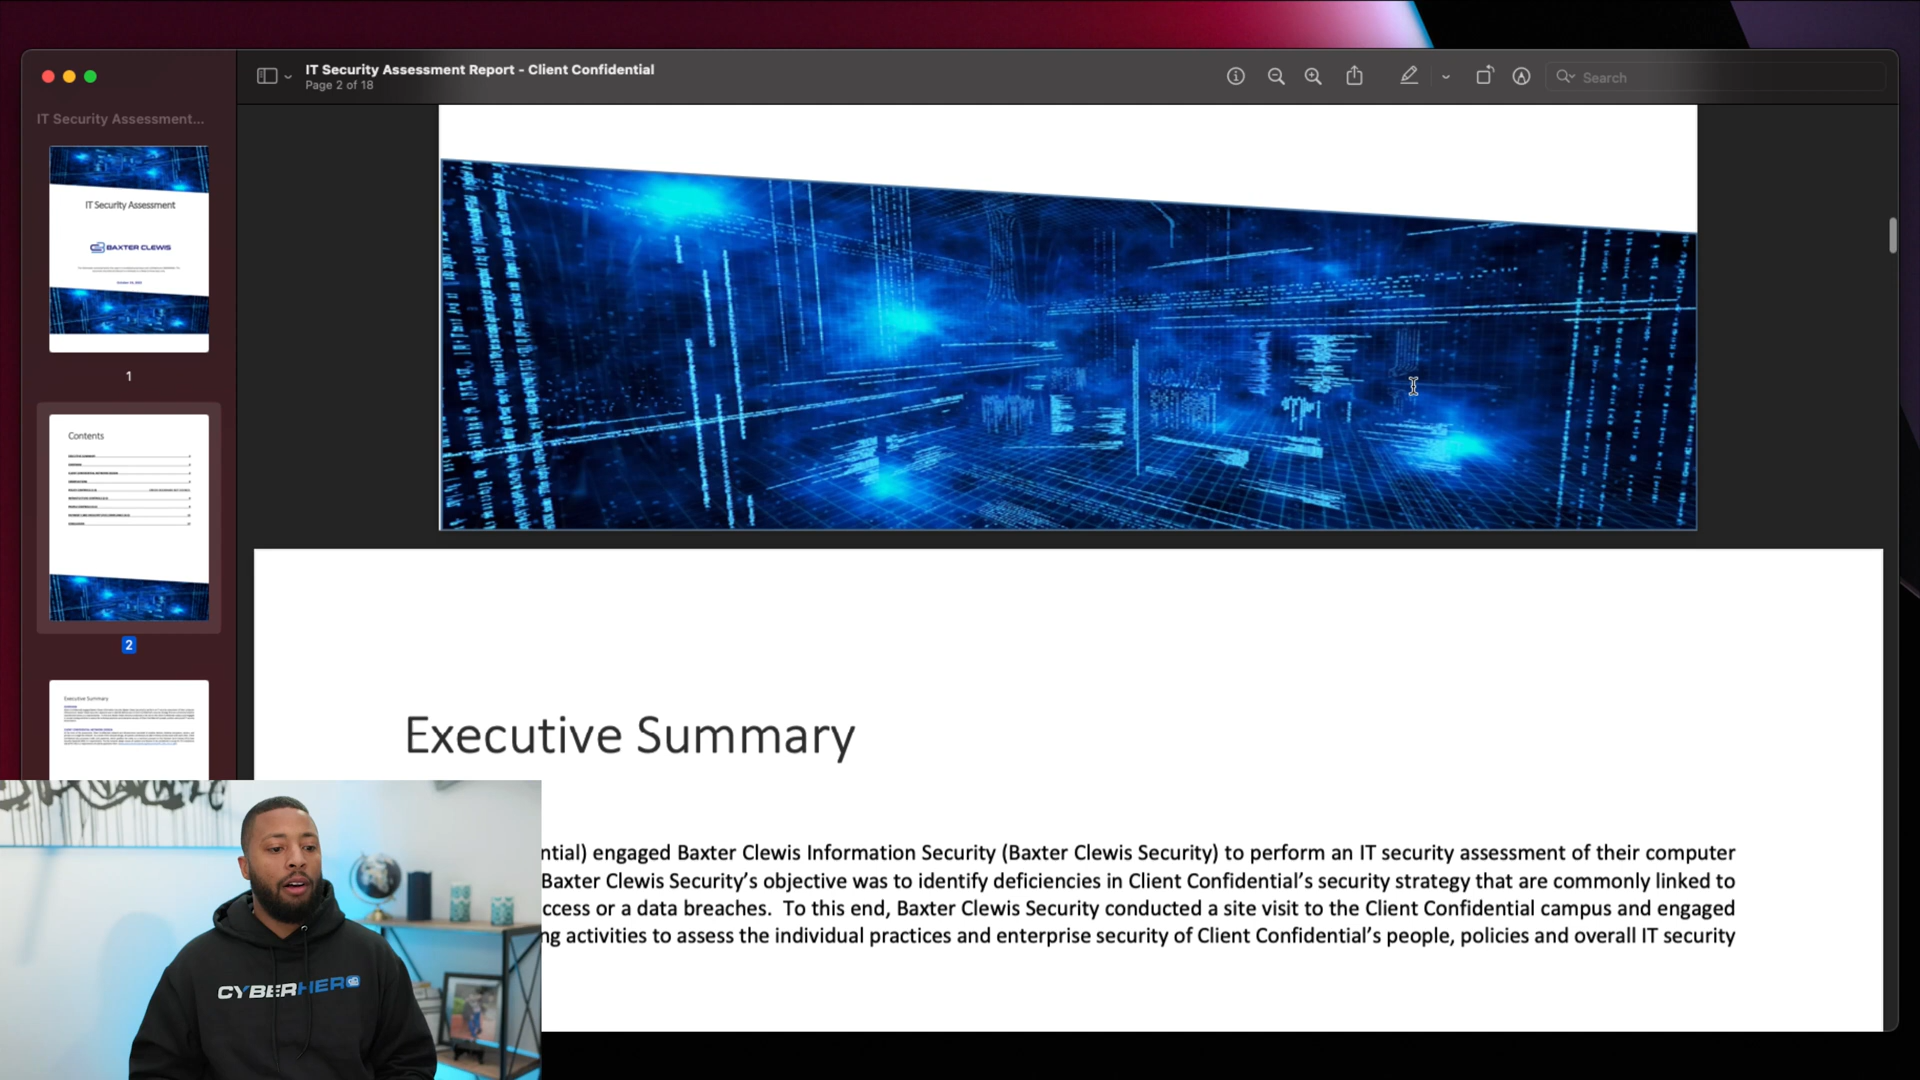 IT Security Assessment Report - Client Confidential
Page 2 of 18
Search
IT Security Assessment...
IT Security Assessment
BAXTER CLEWIS
1
Contents
2
Executive Summary
Executive Summary
ntial) engaged Baxter Clewis Information Security (Baxter Clewis Security) to perform an IT security assessment of their computer
Baxter Clewis Security's objective was to identify deficiencies in Client Confidential's security strategy that are commonly linked to
ccess or a data breaches. To this end, Baxter Clewis Security conducted a site visit to the Client Confidential campus and engaged
ng activities to assess the individual practices and enterprise security of Client Confidential's people, policies and overall IT security
CYBERHERO